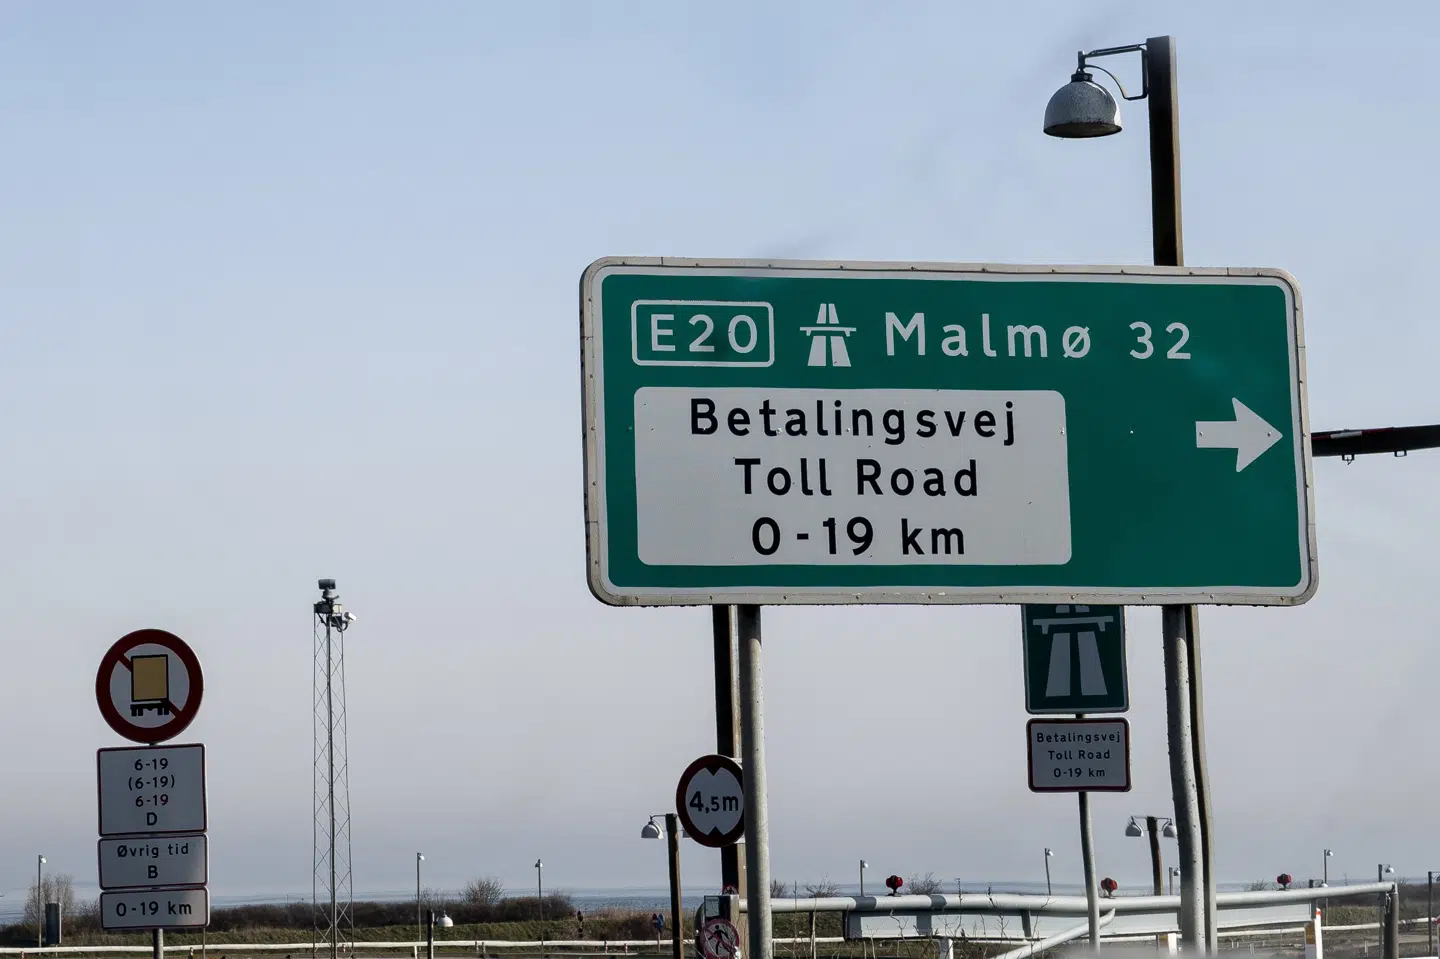 E20 Malmø 32
Betalingsvej
Toll Road
0-19 km
Betalingsvej
Toll Road
0-19 km
4,5m
6-19
(6-19)
6-19
D
Øvrig tid
B
0-19 km